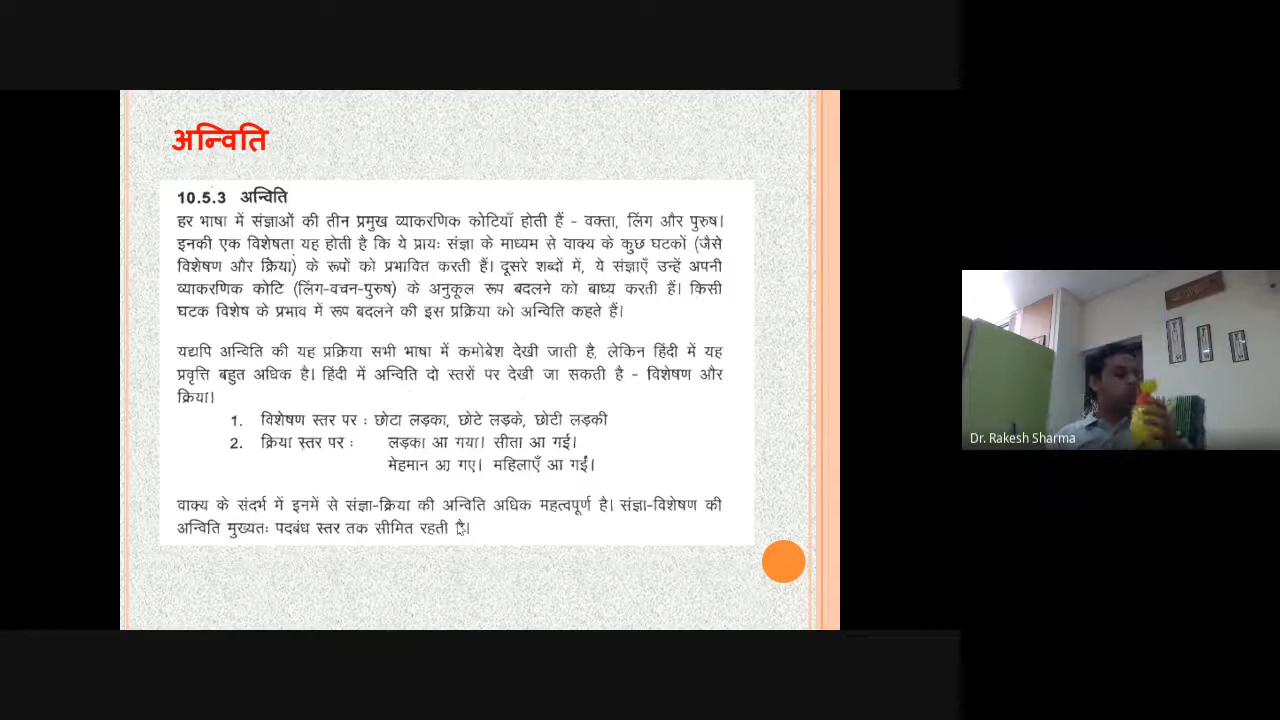 अन्विति
10.5.3 अन्विति
हर भाषा में संज्ञाओं की तीन प्रमुख व्याकरणिक कोटियाँ होती हैं - वक्ता, लिंग और पुरुष।
इनकी एक विशेषता यह होती है कि ये प्रायः संज्ञा के माध्यम से वाक्य के कुछ घटकों (जैसे
विशेषण और क्रिया) के रूपों को प्रभावित करती हैं। दूसरे शब्दों में, ये संज्ञाएँ उन्हें अपनी
व्याकरणिक कोटि (लिंग-वचन-पुरुष) के अनुकूल रूप बदलने को बाध्य करती हैं। किसी
घटक विशेष के प्रभाव में रूप बदलने की इस प्रक्रिया को अन्विति कहते हैं।
यद्यपि अन्विति की यह प्रक्रिया सभी भाषा में कमोबेश देखी जाती है, लेकिन हिंदी में यह
प्रवृत्ति बहुत अधिक है। हिंदी में अन्विति दो स्तरों पर देखी जा सकती है - विशेषण और
क्रिया।
1. विशेषण स्तर पर : छोटा लड़का, छोटे लड़के, छोटी लड़की
2. क्रिया स्तर पर : लड़का आ गया। सीता आ गई।
मेहमान आ गए। महिलाएँ आ गईं।
वाक्य के संदर्भ में इनमें से संज्ञा-क्रिया की अन्विति अधिक महत्वपूर्ण है। संज्ञा-विशेषण की
अन्विति मुख्यतः पदबंध स्तर तक सीमित रहती है।
Dr. Rakesh Sharma